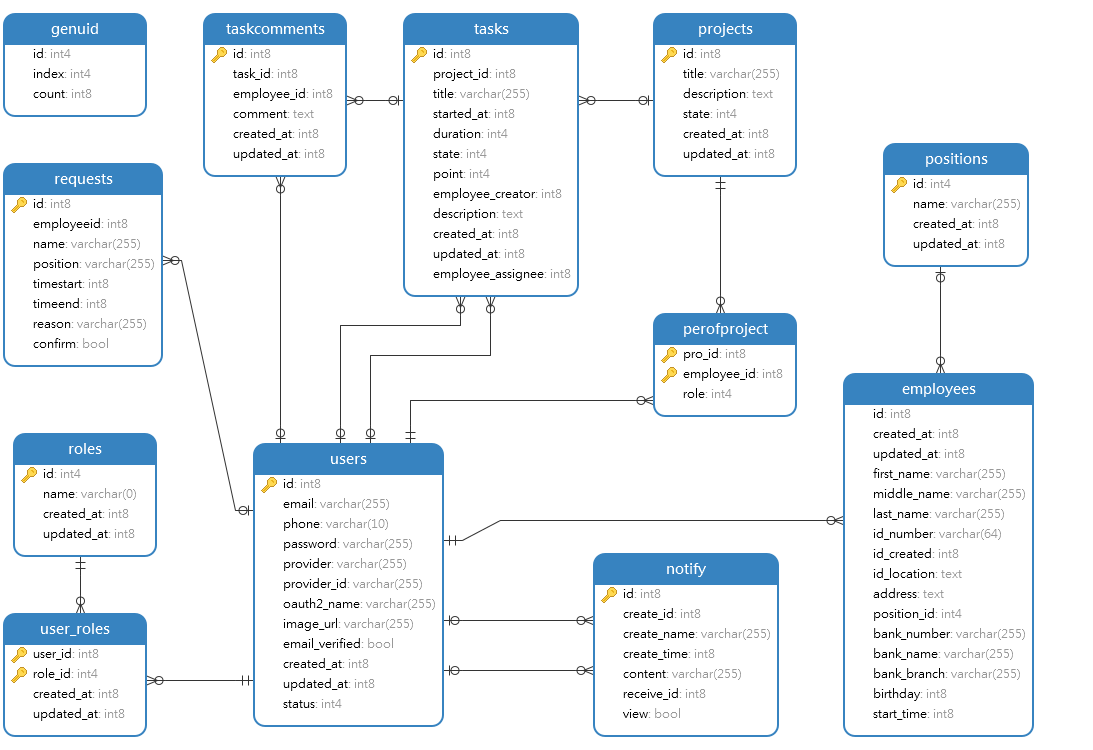 genuid
id: int4
index: int4
count: int8
taskcomments
id: int8
task_id: int8
employee_id: int8
comment: text
created_at: int8
updated_at: int8
tasks
id: int8
project_id: int8
title: varchar(255)
started_at: int8
duration: int4
state: int4
point: int4
employee_creator: int8
description: text
created_at: int8
updated_at: int8
employee_assignee: int8
projects
id: int8
title: varchar(255)
description: text
state: int4
created_at: int8
updated_at: int8
positions
id: int4
name: varchar(255)
created_at: int8
updated_at: int8
requests
id: int8
employeeid: int8
name: varchar(255)
position: varchar(255)
timestart: int8
timeend: int8
reason: varchar(255)
confirm: bool
perofproject
pro_id: int8
employee_id: int8
role: int4
employees
id: int8
created_at: int8
updated_at: int8
first_name: varchar(255)
middle_name: varchar(255)
last_name: varchar(255)
id_number: varchar(64)
id_created: int8
id_location: text
address: text
position_id: int4
bank_number: varchar(255)
bank_name: varchar(255)
bank_branch: varchar(255)
birthday: int8
start_time: int8
roles
id: int4
name: varchar(0)
created_at: int8
updated_at: int8
users
id: int8
email: varchar(255)
phone: varchar(10)
password: varchar(255)
provider: varchar(255)
provider_id: varchar(255)
oauth2_name: varchar(255)
image_url: varchar(255)
email_verified: bool
created_at: int8
updated_at: int8
status: int4
notify
id: int8
create_id: int8
create_name: varchar(255)
create_time: int8
content: varchar(255)
receive_id: int8
view: bool
user_roles
user_id: int8
role_id: int4
created_at: int8
updated_at: int8